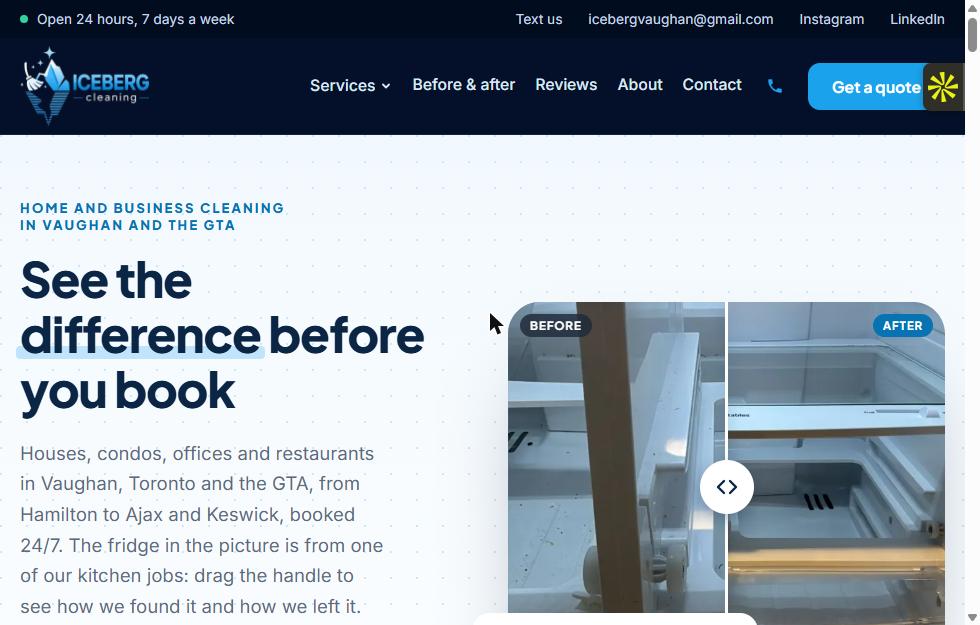 Open 24 hours, 7 days a week
Text us
icebergvaughan@gmail.com
Instagram
LinkedIn
ICEBERG
cleaning
Services
Before & after
Reviews
About
Contact
Get a quote
HOME AND BUSINESS CLEANING
IN VAUGHAN AND THE GTA
See the
difference before
you book
BEFORE
AFTER
Houses, condos, offices and restaurants
in Vaughan, Toronto and the GTA, from
Hamilton to Ajax and Keswick, booked
24/7. The fridge in the picture is from one
of our kitchen jobs: drag the handle to
see how we found it and how we left it.